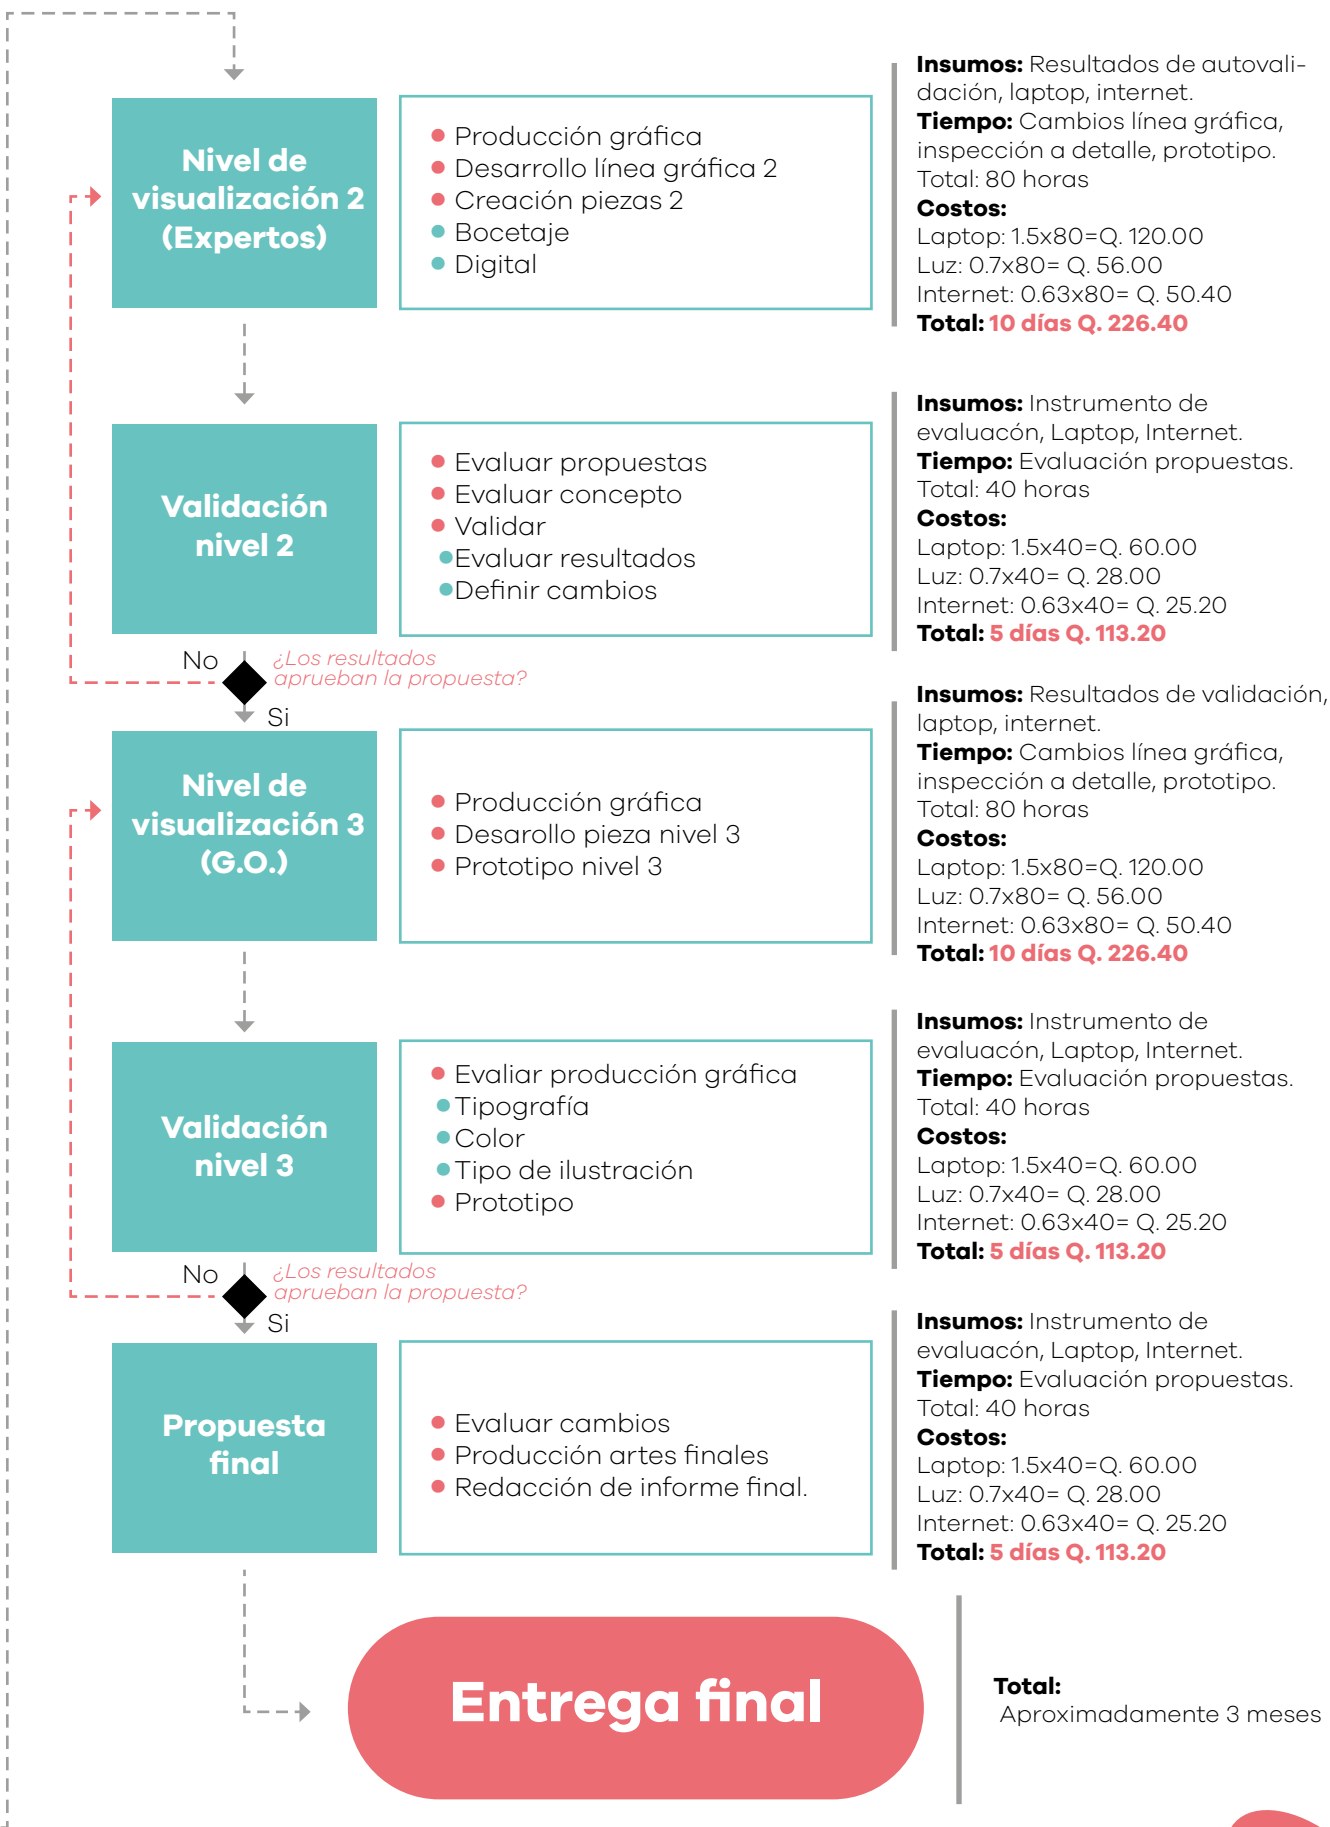 Nivel de
visualización 2
(Expertos)
Producción gráfica
Desarrollo línea gráfica 2
Creación piezas 2
Bocetaje
Digital
Insumos: Resultados de autovali-
dación, laptop, internet.
Tiempo: Cambios línea gráfica,
inspección a detalle, prototipo.
Total: 80 horas
Costos:
Laptop: 1.5x80=Q. 120.00
Luz: 0.7x80= Q. 56.00
Internet: 0.63x80= Q. 50.40
Total: 10 días Q. 226.40
Validación
nivel 2
Evaluar propuestas
Evaluar concepto
Validar
Evaluar resultados
Definir cambios
Insumos: Instrumento de
evaluacón, Laptop, Internet.
Tiempo: Evaluación propuestas.
Total: 40 horas
Costos:
Laptop: 1.5x40=Q. 60.00
Luz: 0.7x40= Q. 28.00
Internet: 0.63x40= Q. 25.20
Total: 5 días Q. 113.20
No
¿Los resultados
aprueban la propuesta?
Si
Nivel de
visualización 3
(G.O.)
Producción gráfica
Desarollo pieza nivel 3
Prototipo nivel 3
Insumos: Resultados de validación,
laptop, internet.
Tiempo: Cambios línea gráfica,
inspección a detalle, prototipo.
Total: 80 horas
Costos:
Laptop: 1.5x80=Q. 120.00
Luz: 0.7x80= Q. 56.00
Internet: 0.63x80= Q. 50.40
Total: 10 días Q. 226.40
Validación
nivel 3
Evaliar producción gráfica
Tipografía
Color
Tipo de ilustración
Prototipo
Insumos: Instrumento de
evaluacón, Laptop, Internet.
Tiempo: Evaluación propuestas.
Total: 40 horas
Costos:
Laptop: 1.5x40=Q. 60.00
Luz: 0.7x40= Q. 28.00
Internet: 0.63x40= Q. 25.20
Total: 5 días Q. 113.20
No
¿Los resultados
aprueban la propuesta?
Si
Propuesta
final
Evaluar cambios
Producción artes finales
Redacción de informe final.
Insumos: Instrumento de
evaluacón, Laptop, Internet.
Tiempo: Evaluación propuestas.
Total: 40 horas
Costos:
Laptop: 1.5x40=Q. 60.00
Luz: 0.7x40= Q. 28.00
Internet: 0.63x40= Q. 25.20
Total: 5 días Q. 113.20
Entrega final
Total:
Aproximadamente 3 meses